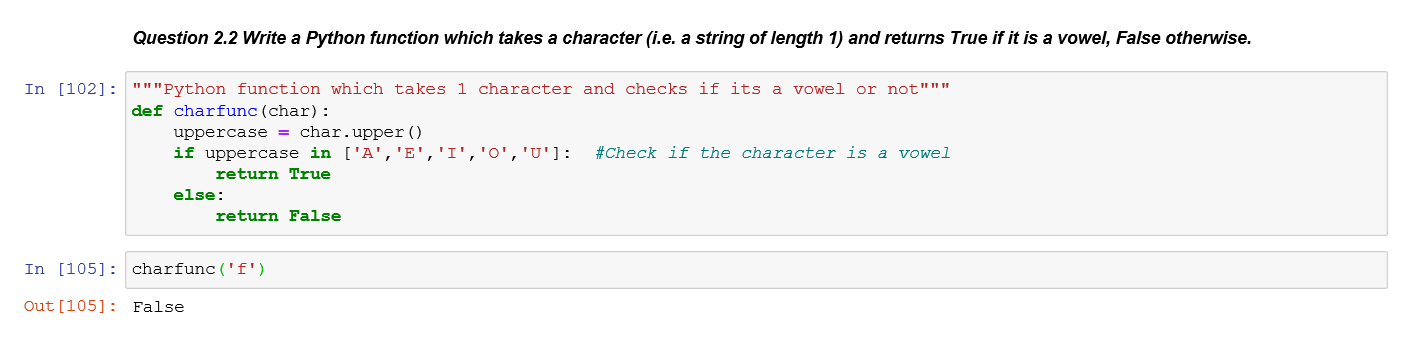 Question 2.2 Write a Python function which takes a character (i.e. a string of length 1) and returns True if it is a vowel, False otherwise.
In [102]: """Python function which takes 1 character and checks if its a vowel or not"""
def charfunc(char):
    uppercase = char.upper()
    if uppercase in ['A','E','I','O','U']:  #Check if the character is a vowel
        return True
    else:
        return False
In [105]: charfunc('f')
Out[105]: False